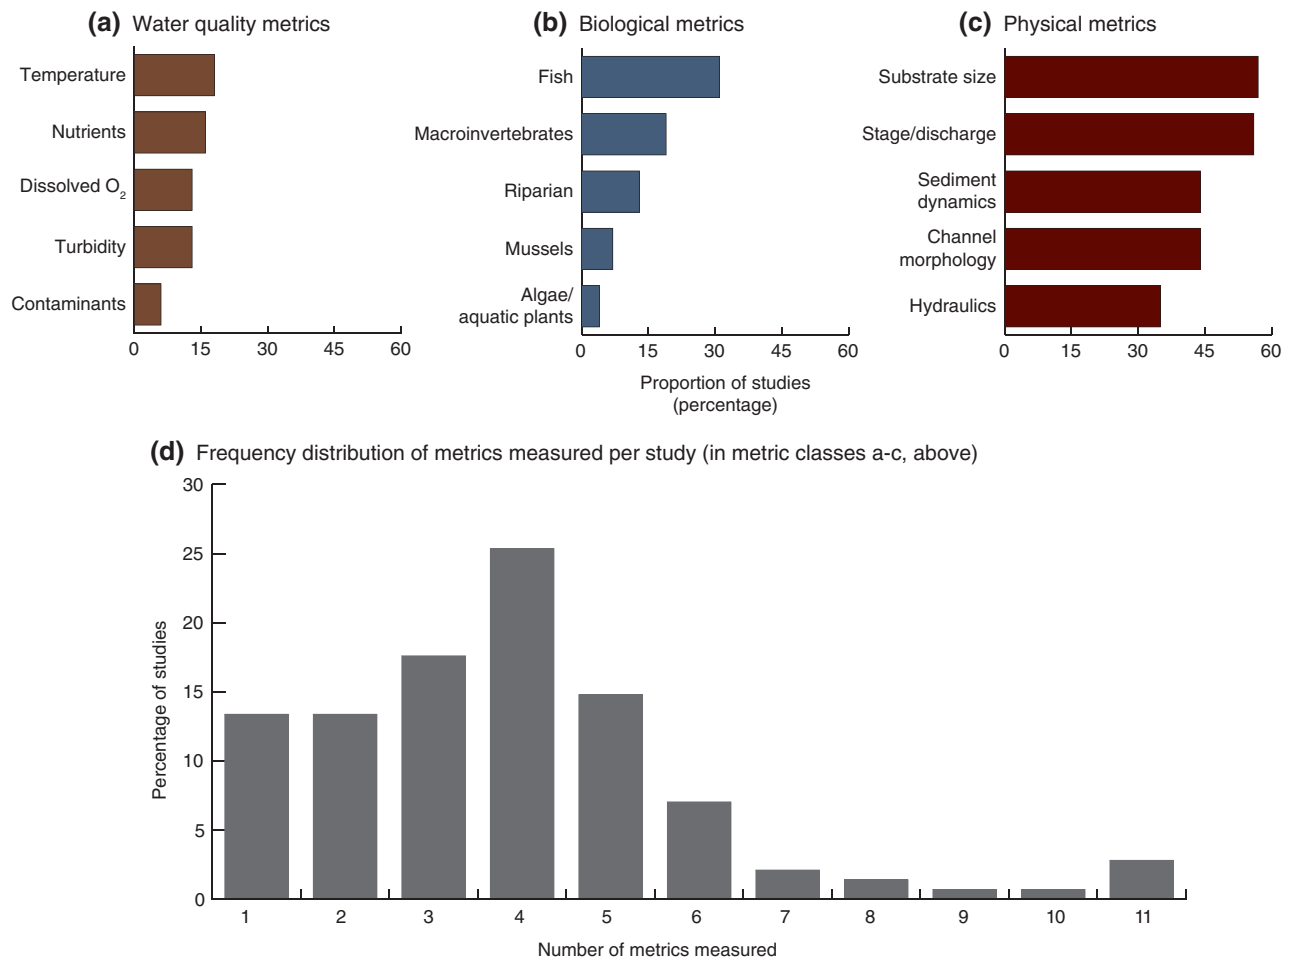 (a) Water quality metrics
Temperature
Nutrients
Dissolved O2
Turbidity
Contaminants
0 15 30 45 60
(b) Biological metrics
Fish
Macroinvertebrates
Riparian
Mussels
Algae/
aquatic plants
0 15 30 45 60
Proportion of studies
(percentage)
(c) Physical metrics
Substrate size
Stage/discharge
Sediment
dynamics
Channel
morphology
Hydraulics
0 15 30 45 60
(d) Frequency distribution of metrics measured per study (in metric classes a-c, above)
Percentage of studies
30
25
20
15
10
5
0
1 2 3 4 5 6 7 8 9 10 11
Number of metrics measured